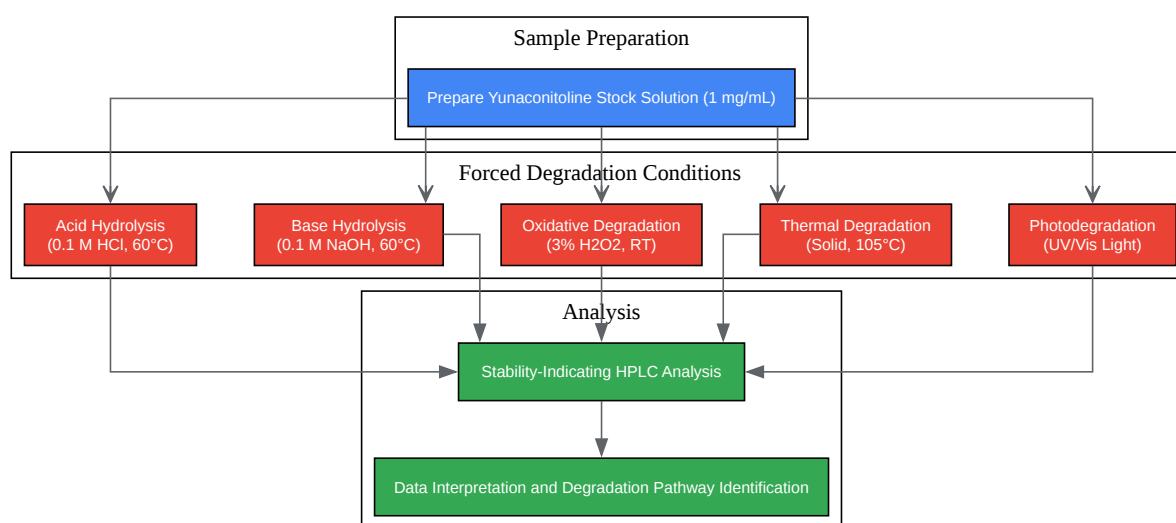 Sample Preparation
Prepare Yunaconitoline Stock Solution (1 mg/mL)
Forced Degradation Conditions
Acid Hydrolysis
(0.1 M HCl, 60°C)
Base Hydrolysis
(0.1 M NaOH, 60°C)
Oxidative Degradation
(3% H2O2, RT)
Thermal Degradation
(Solid, 105°C)
Photodegradation
(UV/Vis Light)
Analysis
Stability-Indicating HPLC Analysis
Data Interpretation and Degradation Pathway Identification